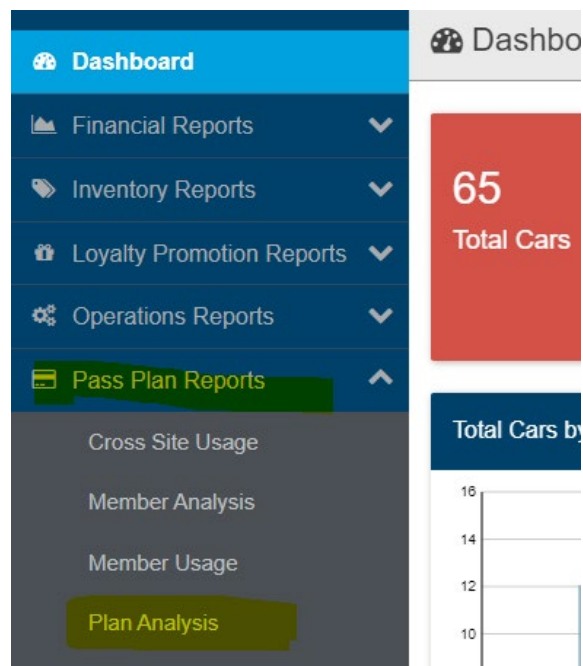 Dashboard
Financial Reports
Inventory Reports
Loyalty Promotion Reports
Operations Reports
Pass Plan Reports
Cross Site Usage
Member Analysis
Member Usage
Plan Analysis
Dashbo
65
Total Cars
Total Cars by
16
14
12
10